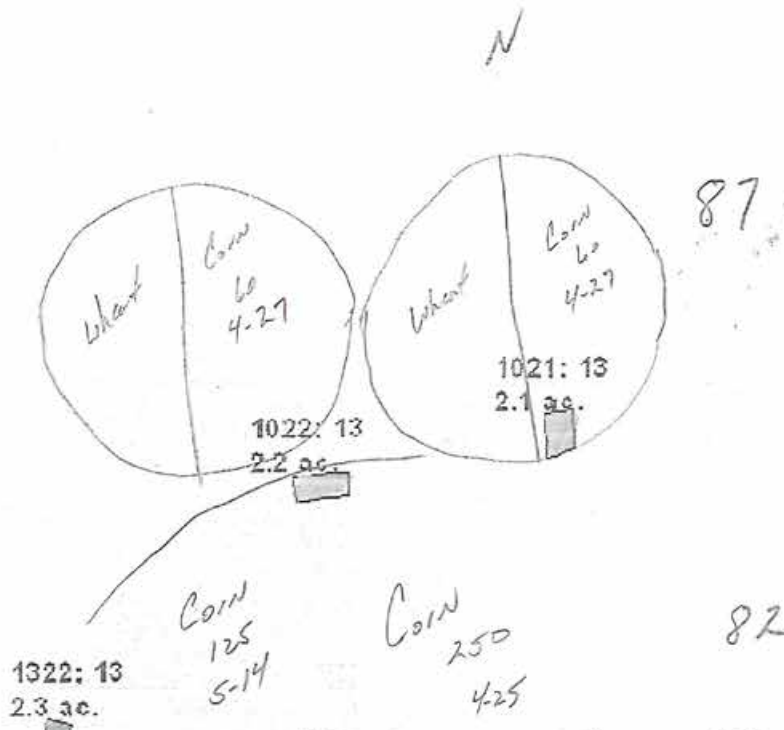 N
Wheat
Corn
60
4-27
Wheat
Corn
60
4-27
87
1021: 13
2.1 ac.
1022: 13
2.2 ac.
Corn
125
5-14
Corn
250
4-25
82
1322: 13
2.3 ac.